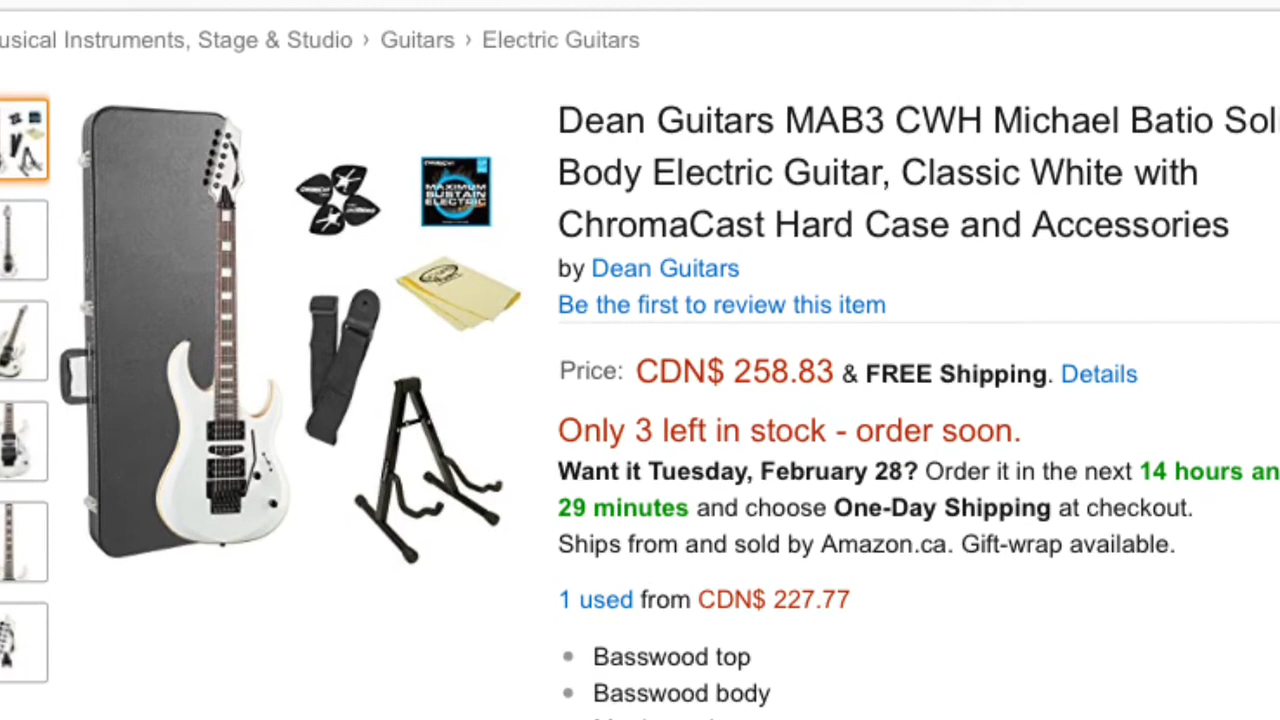 usical Instruments, Stage & Studio › Guitars › Electric Guitars
Dean Guitars MAB3 CWH Michael Batio Soli
Body Electric Guitar, Classic White with
ChromaCast Hard Case and Accessories
by Dean Guitars
Be the first to review this item
Price: CDN$ 258.83 & FREE Shipping. Details
Only 3 left in stock - order soon.
Want it Tuesday, February 28? Order it in the next 14 hours an
29 minutes and choose One-Day Shipping at checkout.
Ships from and sold by Amazon.ca. Gift-wrap available.
1 used from CDN$ 227.77
Basswood top
Basswood body
MAXIMUM
SUSTAIN
ELECTRIC